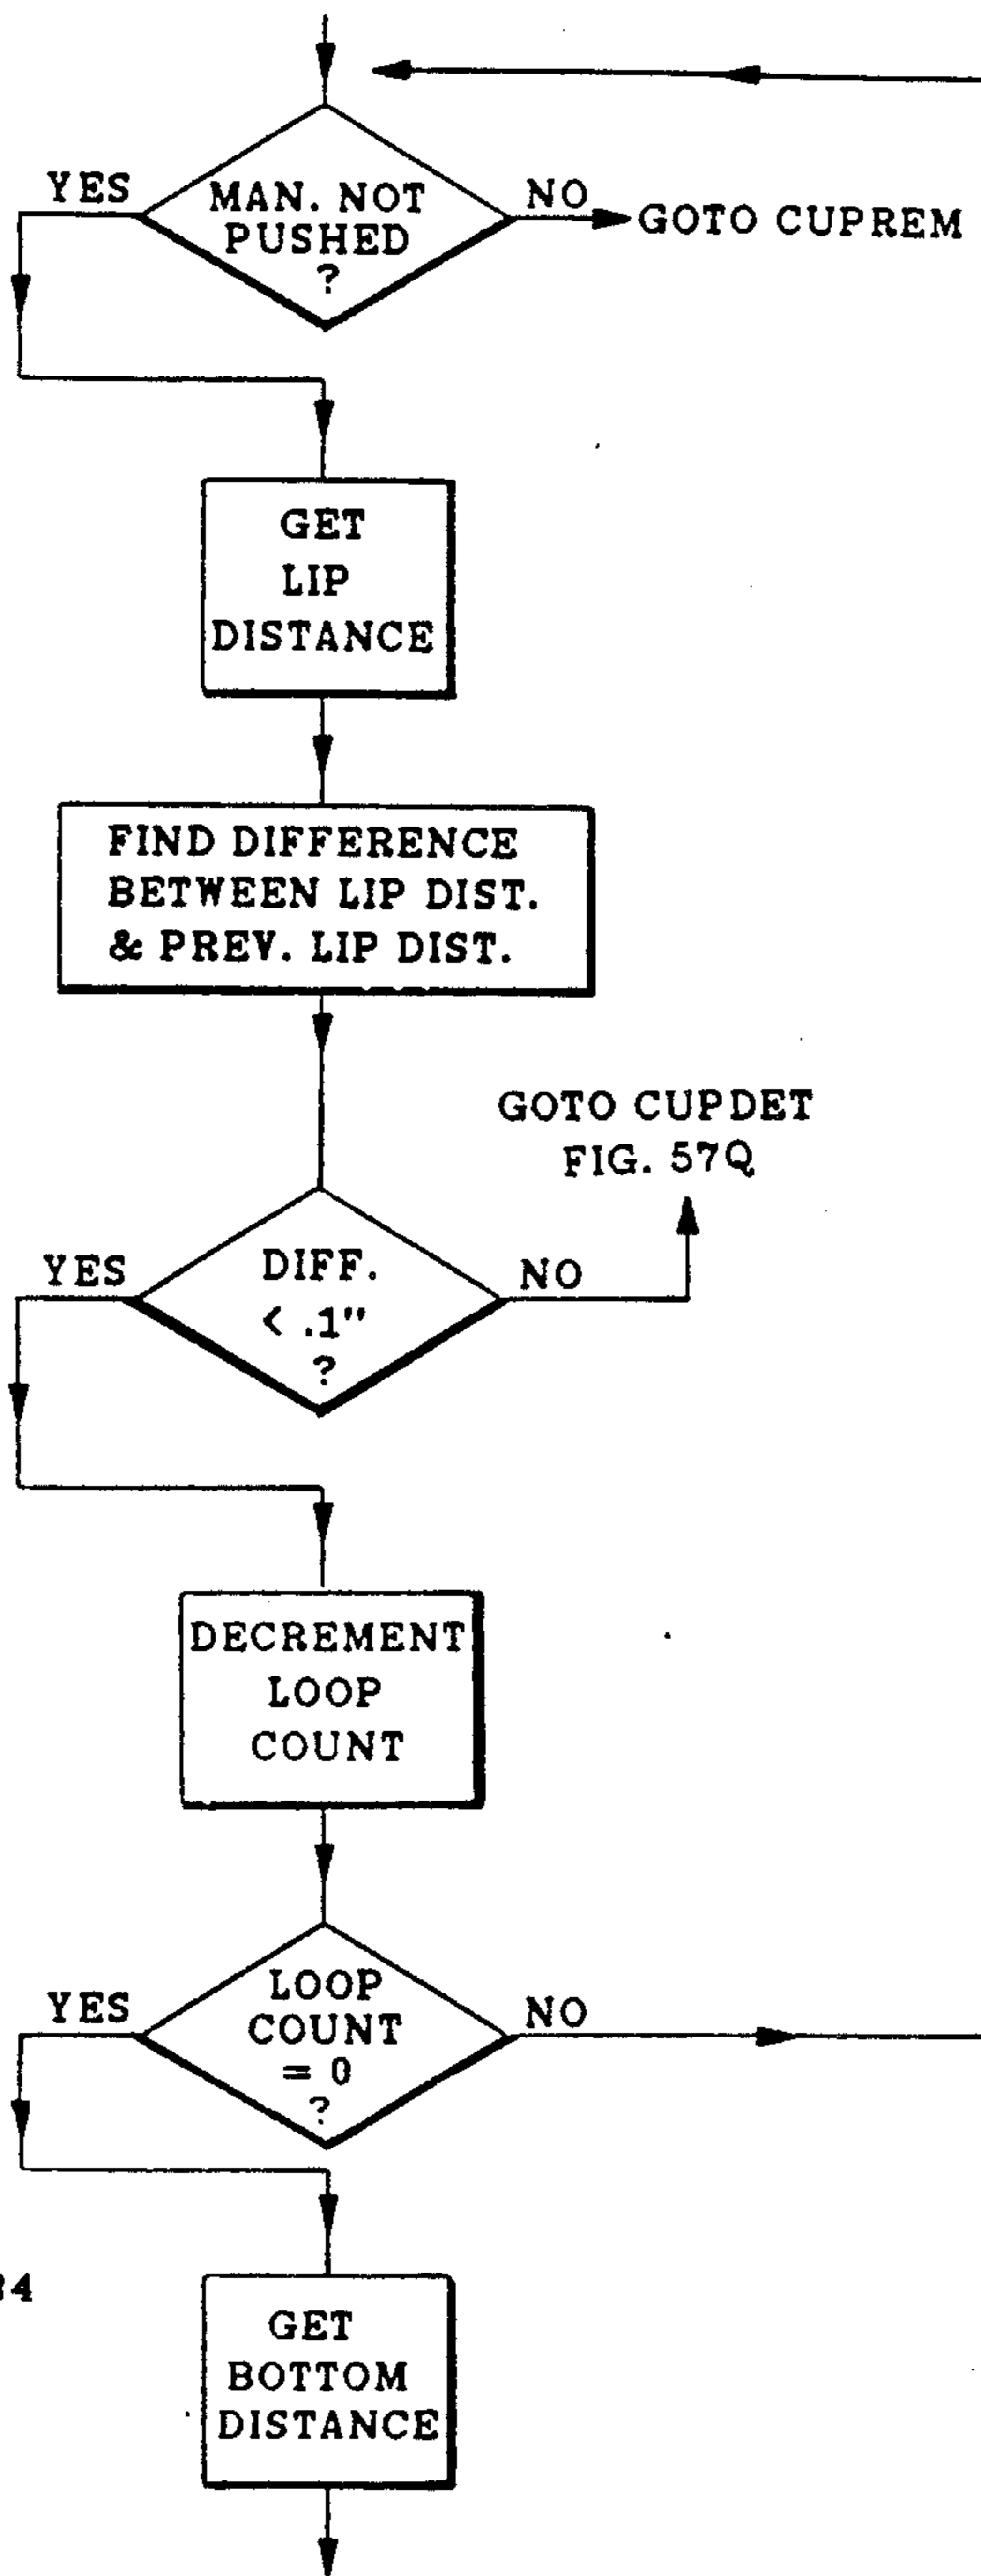 YES
MAN. NOT
PUSHED
?
NO
GOTO CUPREM
GET
LIP
DISTANCE
FIND DIFFERENCE
BETWEEN LIP DIST.
& PREV. LIP DIST.
GOTO CUPDET
FIG. 57Q
YES
DIFF.
< .1"
?
NO
DECREMENT
LOOP
COUNT
YES
LOOP
COUNT
= 0
?
NO
GET
BOTTOM
DISTANCE